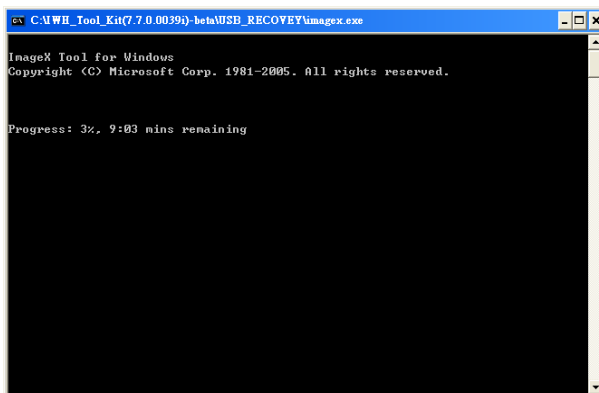 C:\IWH_Tool_Kit(7.7.0.0039i)-beta\USB_RECOVEY\imagex.exe
ImageX Tool for Windows
Copyright (C) Microsoft Corp. 1981-2005. All rights reserved.
Progress: 3%, 9:03 mins remaining